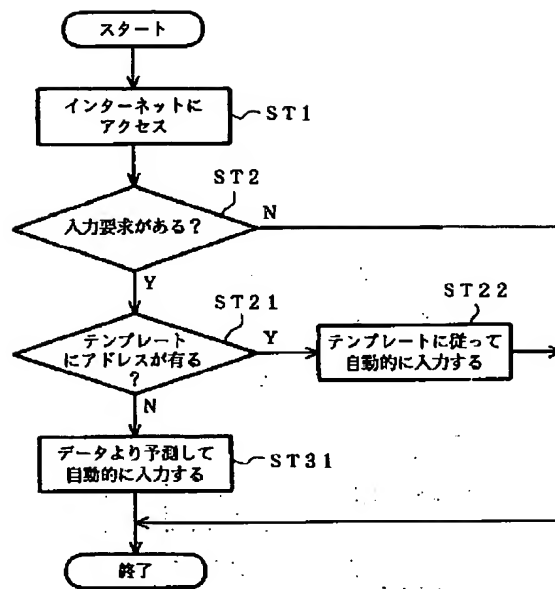 スタート
インターネットに
アクセス
ST1
ST2
入力要求がある?
N
Y
ST21
テンプレート
にアドレスが有る
?
Y
N
ST22
テンプレートに従って
自動的に入力する
データより予測して
自動的に入力する
ST31
終了